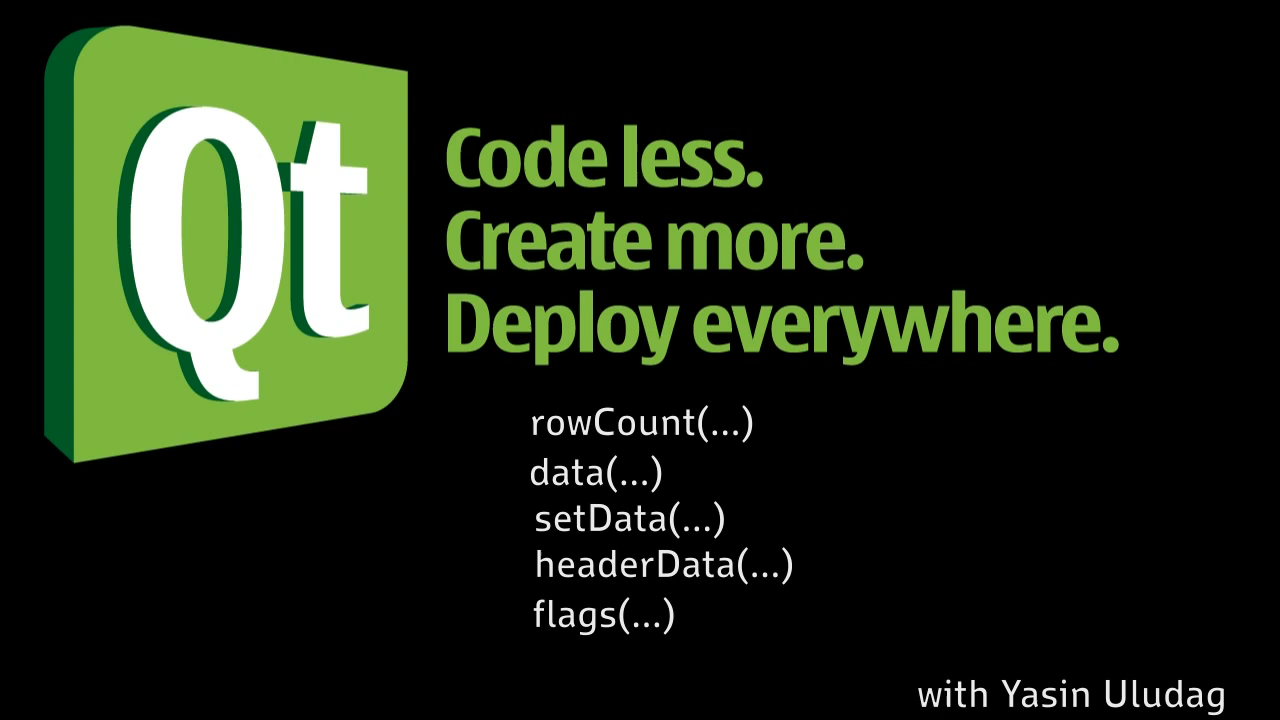 Qt
Code less.
Create more.
Deploy everywhere.
rowCount(...)
data(...)
setData(...)
headerData(...)
flags(...)
with Yasin Uludag